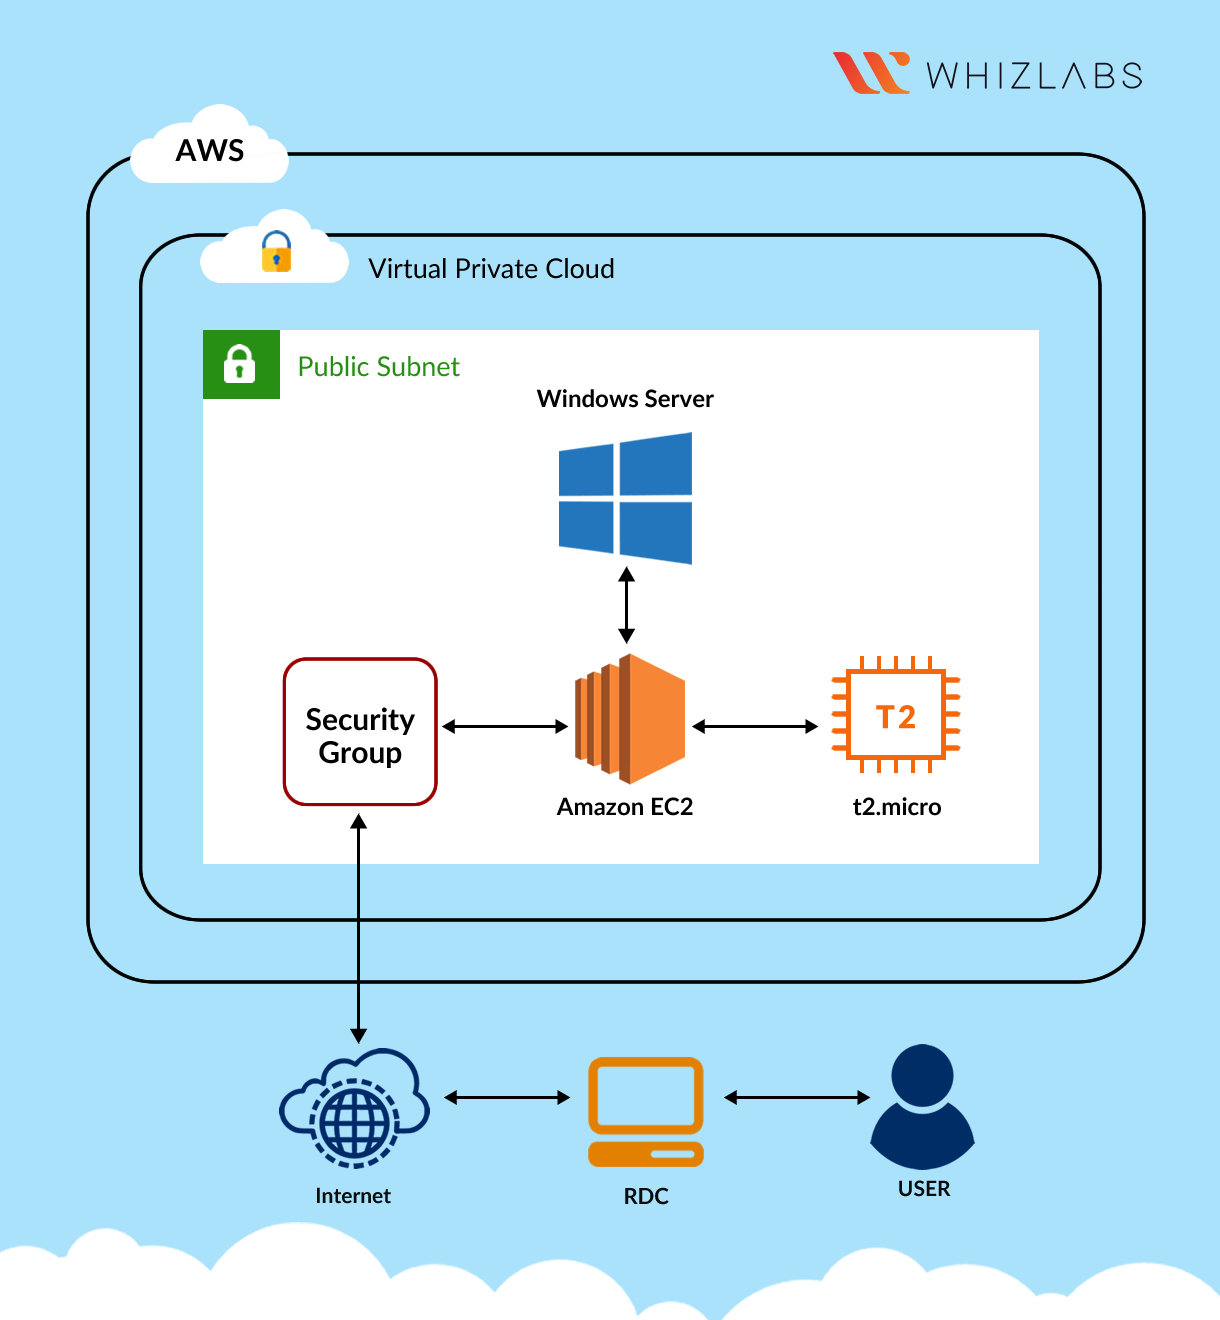 WHIZLABS
AWS
Virtual Private Cloud
Public Subnet
Windows Server
Security
Group
T2
Amazon EC2
t2.micro
Internet
RDC
USER